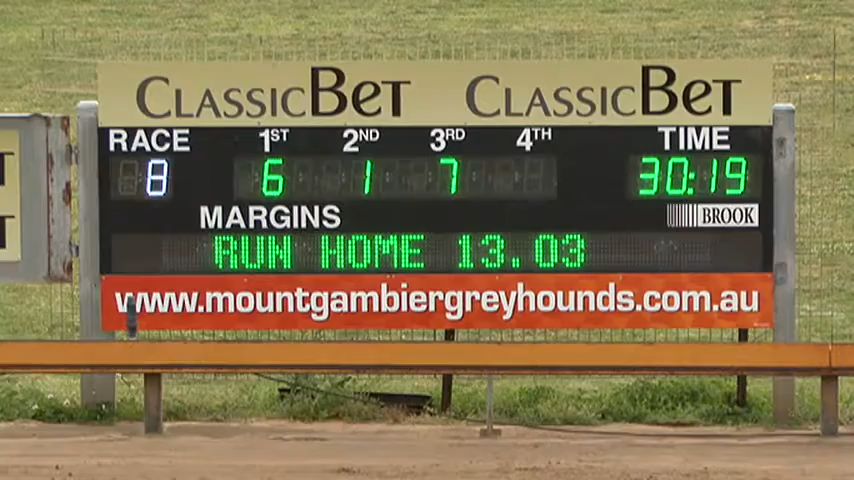 CLASSICBET CLASSICBET
RACE 1ST 2ND 3RD 4TH TIME
8 6 1 7 30:19
MARGINS BROOK
RUN HOME 13.03
www.mountgambiergreyhounds.com.au